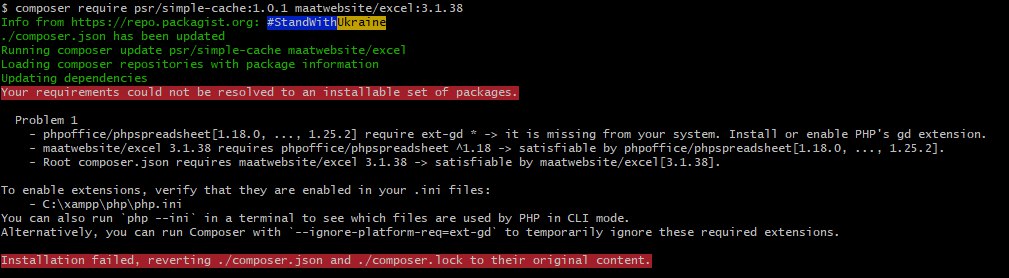 $ composer require psr/simple-cache:1.0.1 maatwebsite/excel:3.1.38
Info from https://repo.packagist.org: #StandWithUkraine
./composer.json has been updated
Running composer update psr/simple-cache maatwebsite/excel
Loading composer repositories with package information
Updating dependencies
Your requirements could not be resolved to an installable set of packages.
Problem 1
- phpoffice/phpspreadsheet[1.18.0, ..., 1.25.2] require ext-gd * -> it is missing from your system. Install or enable PHP's gd extension.
- maatwebsite/excel 3.1.38 requires phpoffice/phpspreadsheet ^1.18 -> satisfiable by phpoffice/phpspreadsheet[1.18.0, ..., 1.25.2].
- Root composer.json requires maatwebsite/excel 3.1.38 -> satisfiable by maatwebsite/excel[3.1.38].
To enable extensions, verify that they are enabled in your .ini files:
- C:\xampp\php\php.ini
You can also run `php --ini` in a terminal to see which files are used by PHP in CLI mode.
Alternatively, you can run Composer with `--ignore-platform-req=ext-gd` to temporarily ignore these required extensions.
Installation failed, reverting ./composer.json and ./composer.lock to their original content.